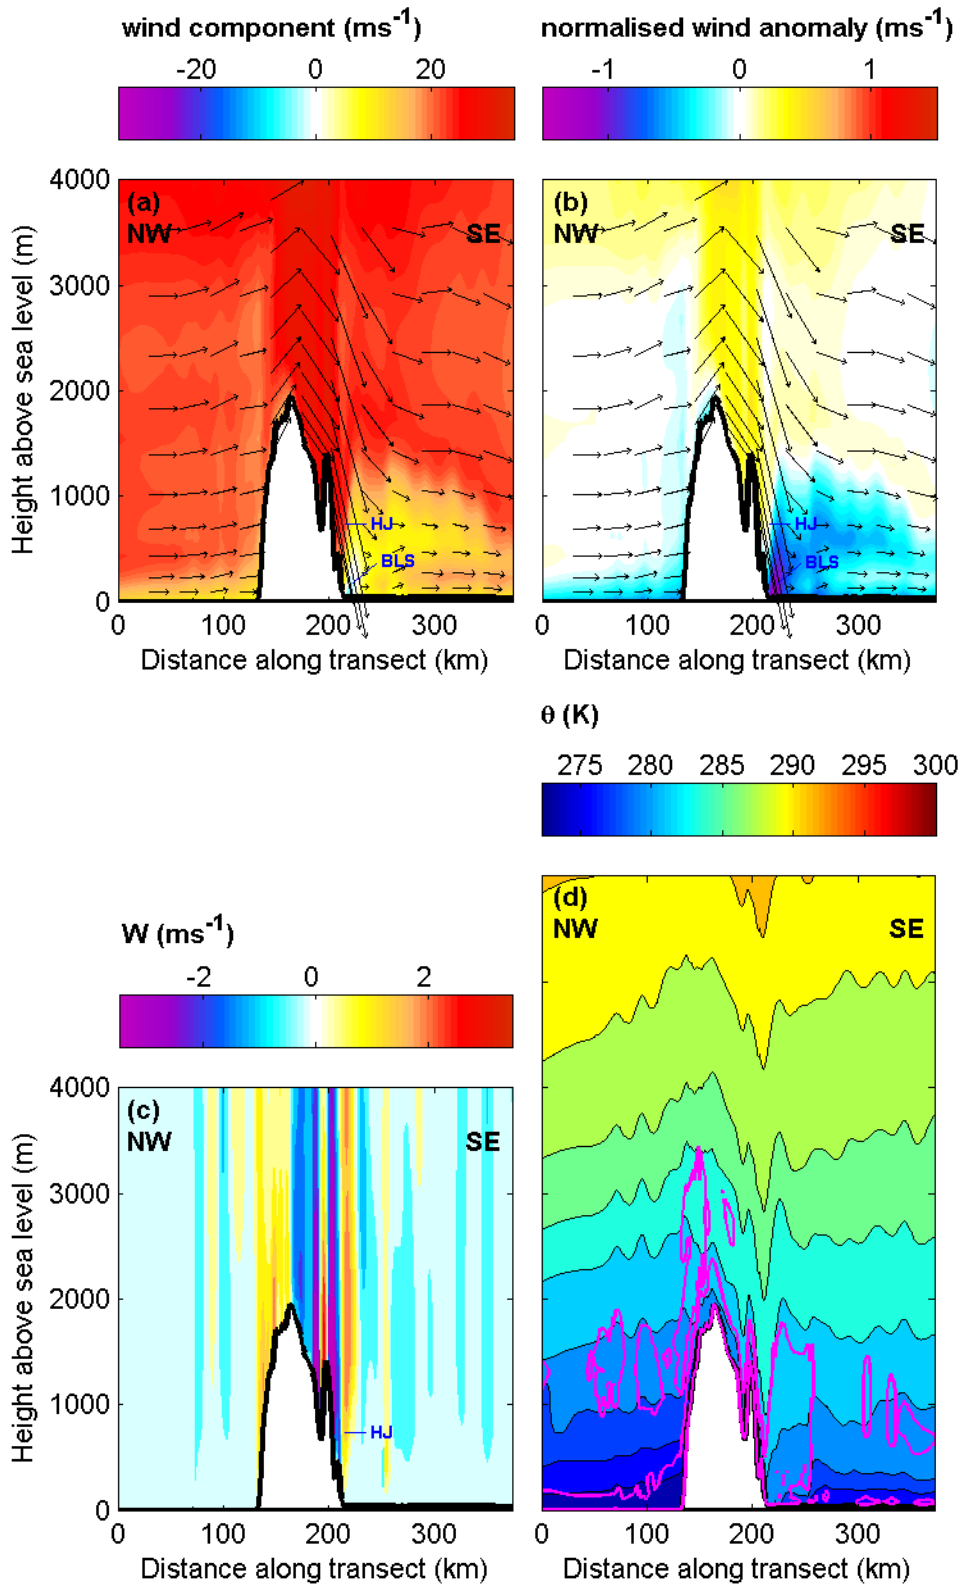 wind component (ms-1)
normalised wind anomaly (ms-1)
-20 0 20
-1 0 1
4000
3000
2000
1000
0
Height above sea level (m)
(a)
NW
SE
HJ
BLS
0 100 200 300
Distance along transect (km)
(b)
NW
SE
HJ
BLS
0 100 200 300
Distance along transect (km)
θ (K)
275 280 285 290 295 300
W (ms-1)
-2 0 2
4000
3000
2000
1000
0
Height above sea level (m)
(c)
NW
SE
HJ
0 100 200 300
Distance along transect (km)
(d)
NW
SE
0 100 200 300
Distance along transect (km)